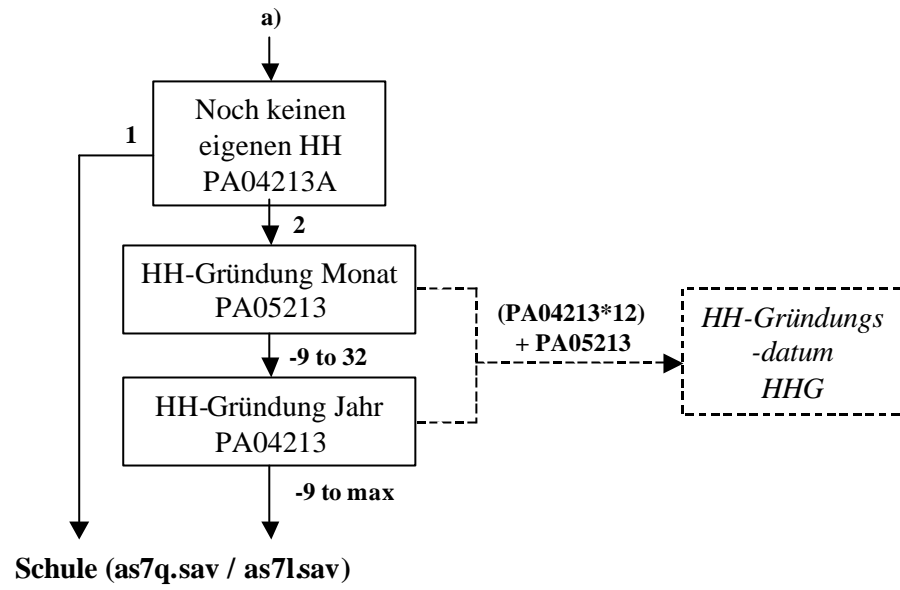 a)
Noch keinen
eigenen HH
PA04213A
1
2
HH-Gründung Monat
PA05213
-9 to 32
HH-Gründung Jahr
PA04213
-9 to max
(PA04213*12)
+ PA05213
HH-Gründungs
-datum
HHG
Schule (as7q.sav / as7l.sav)